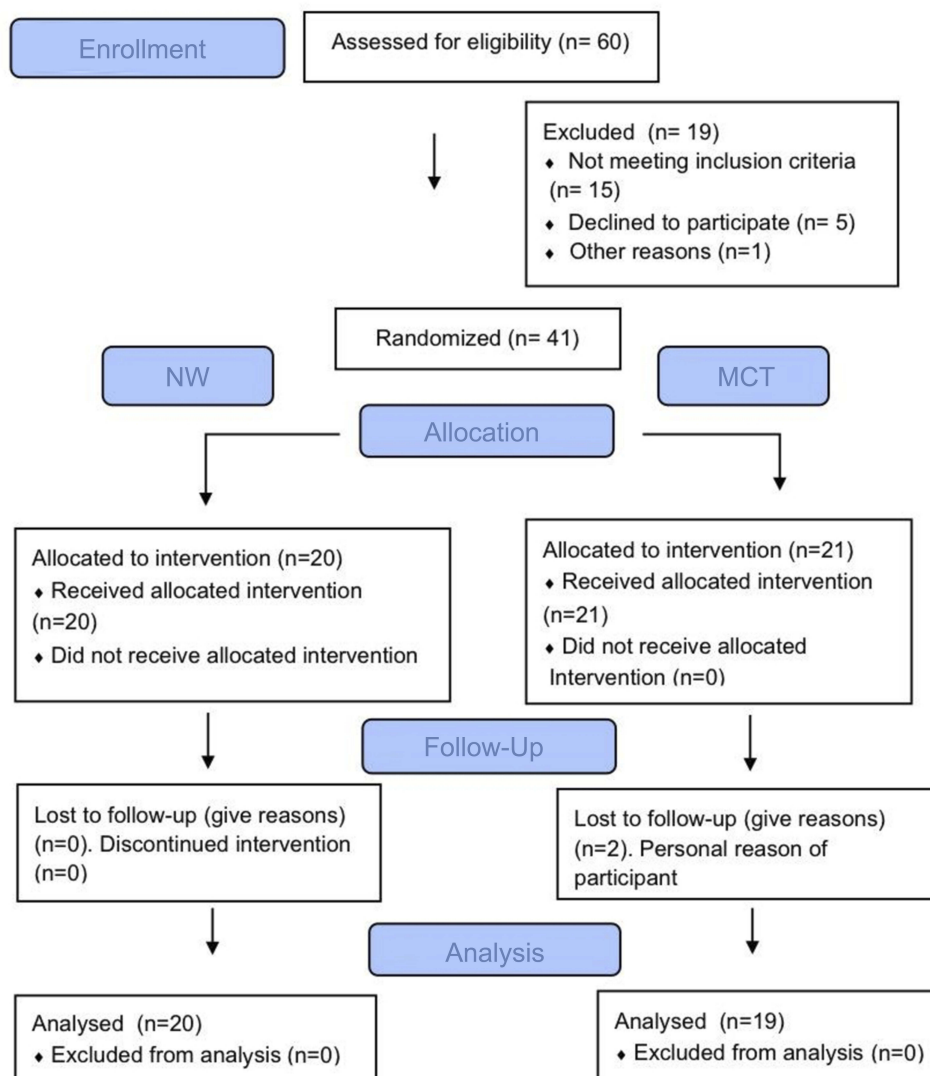 Enrollment
Assessed for eligibility (n= 60)
Excluded  (n= 19)
♦ Not meeting inclusion criteria
(n= 15)
♦ Declined to participate (n= 5)
♦ Other reasons (n=1)
Randomized (n= 41)
NW
MCT
Allocation
Allocated to intervention (n=20)
♦ Received allocated intervention
(n=20)
♦ Did not receive allocated intervention
Allocated to intervention (n=21)
♦ Received allocated intervention
(n=21)
♦ Did not receive allocated
Intervention (n=0)
Follow-Up
Lost to follow-up (give reasons)
(n=0). Discontinued intervention
(n=0)
Lost to follow-up (give reasons)
(n=2). Personal reason of
participant
Analysis
Analysed  (n=20)
♦ Excluded from analysis (n=0)
Analysed  (n=19)
♦ Excluded from analysis (n=0)